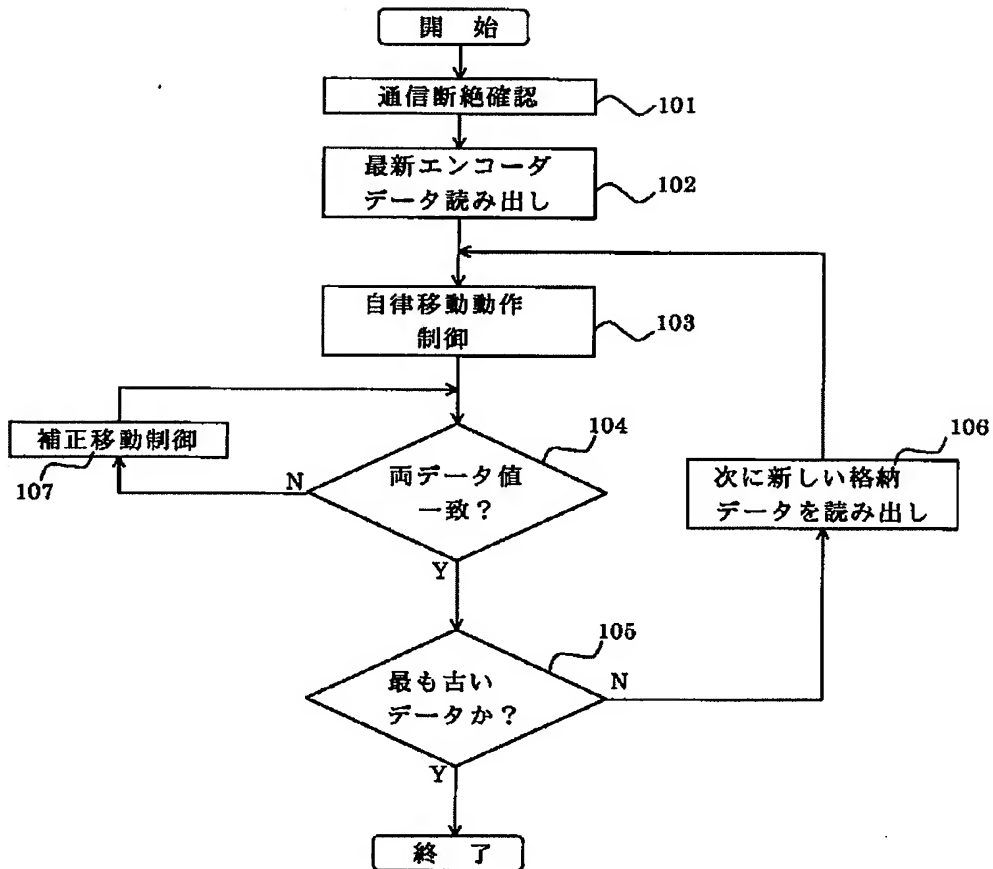 開 始
通信断絶確認
101
最新エンコーダ
データ読み出し
102
自律移動動作
制御
103
補正移動制御
107
104
両データ値
一致?
N
Y
106
次に新しい格納
データを読み出し
105
最も古い
データか?
N
Y
終 了